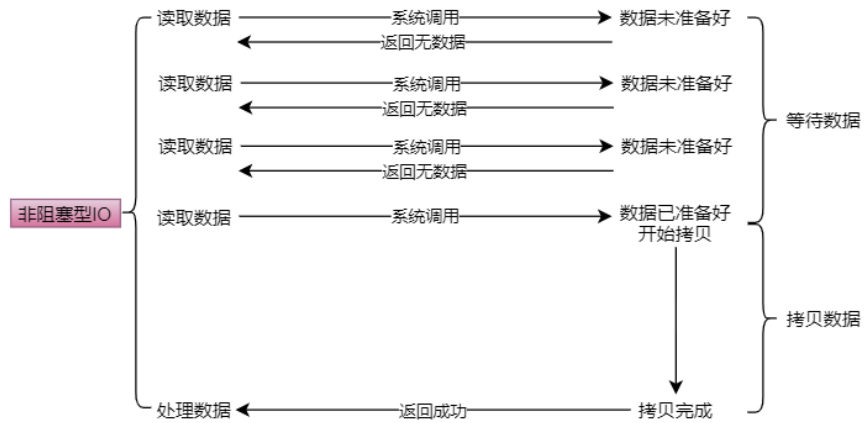 读取数据 系统调用 数据未准备好
返回无数据
读取数据 系统调用 数据未准备好
返回无数据
等待数据
读取数据 系统调用 数据未准备好
返回无数据
非阻塞型IO
读取数据 系统调用 数据已准备好
开始拷贝
拷贝数据
处理数据 返回成功 拷贝完成